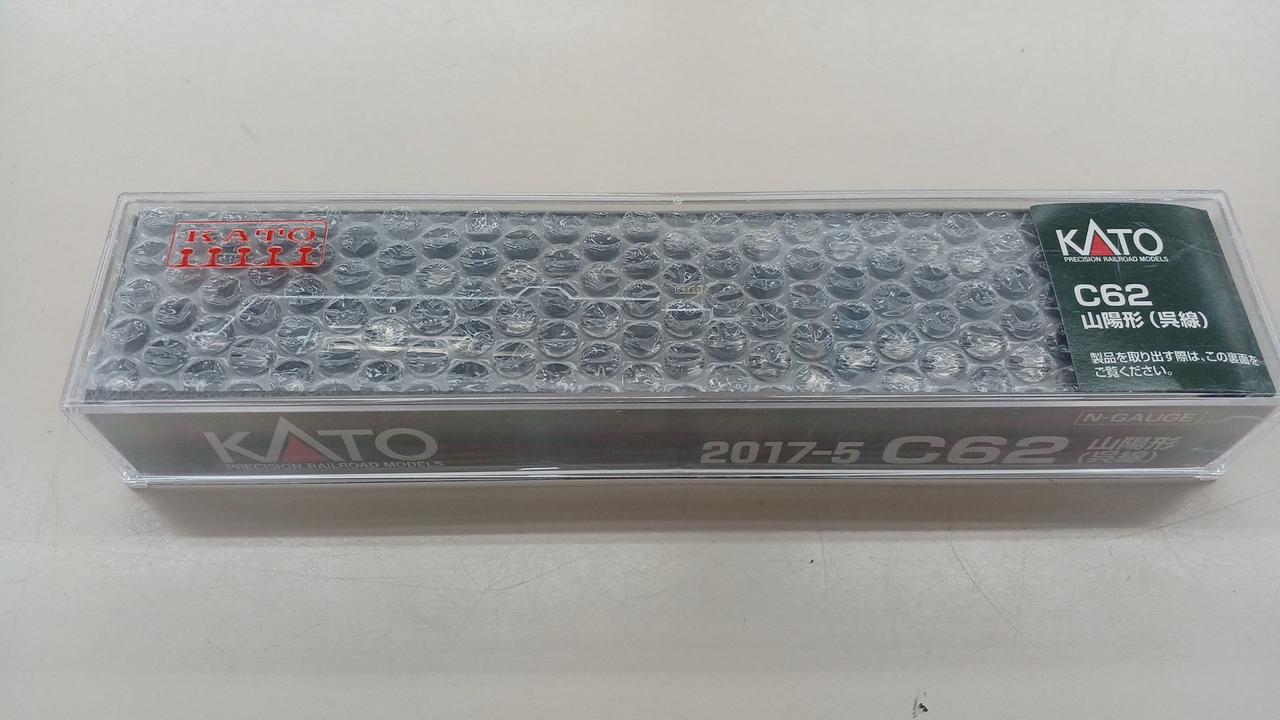 KATO
KATO
PRECISION RAILROAD MODELS
C62
山陽形（呉線）
製品を取り出す際は、この裏面を
ご覧ください。
N-GAUGE
KATO
PRECISION RAILROAD MODELS
2017-5 C62 山陽形
（呉線）